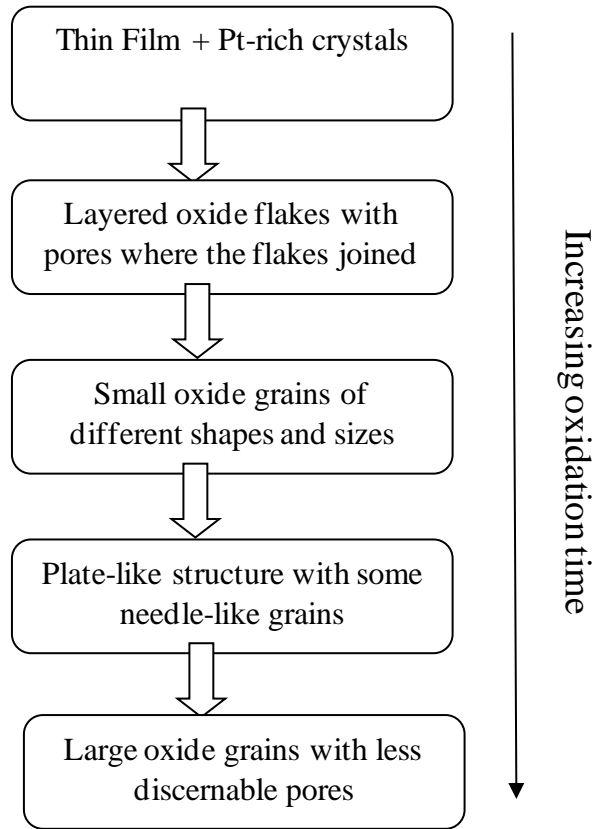 Thin Film + Pt-rich crystals
Layered oxide flakes with
pores where the flakes joined
Small oxide grains of
different shapes and sizes
Plate-like structure with some
needle-like grains
Large oxide grains with less
discernable pores
Increasing oxidation time